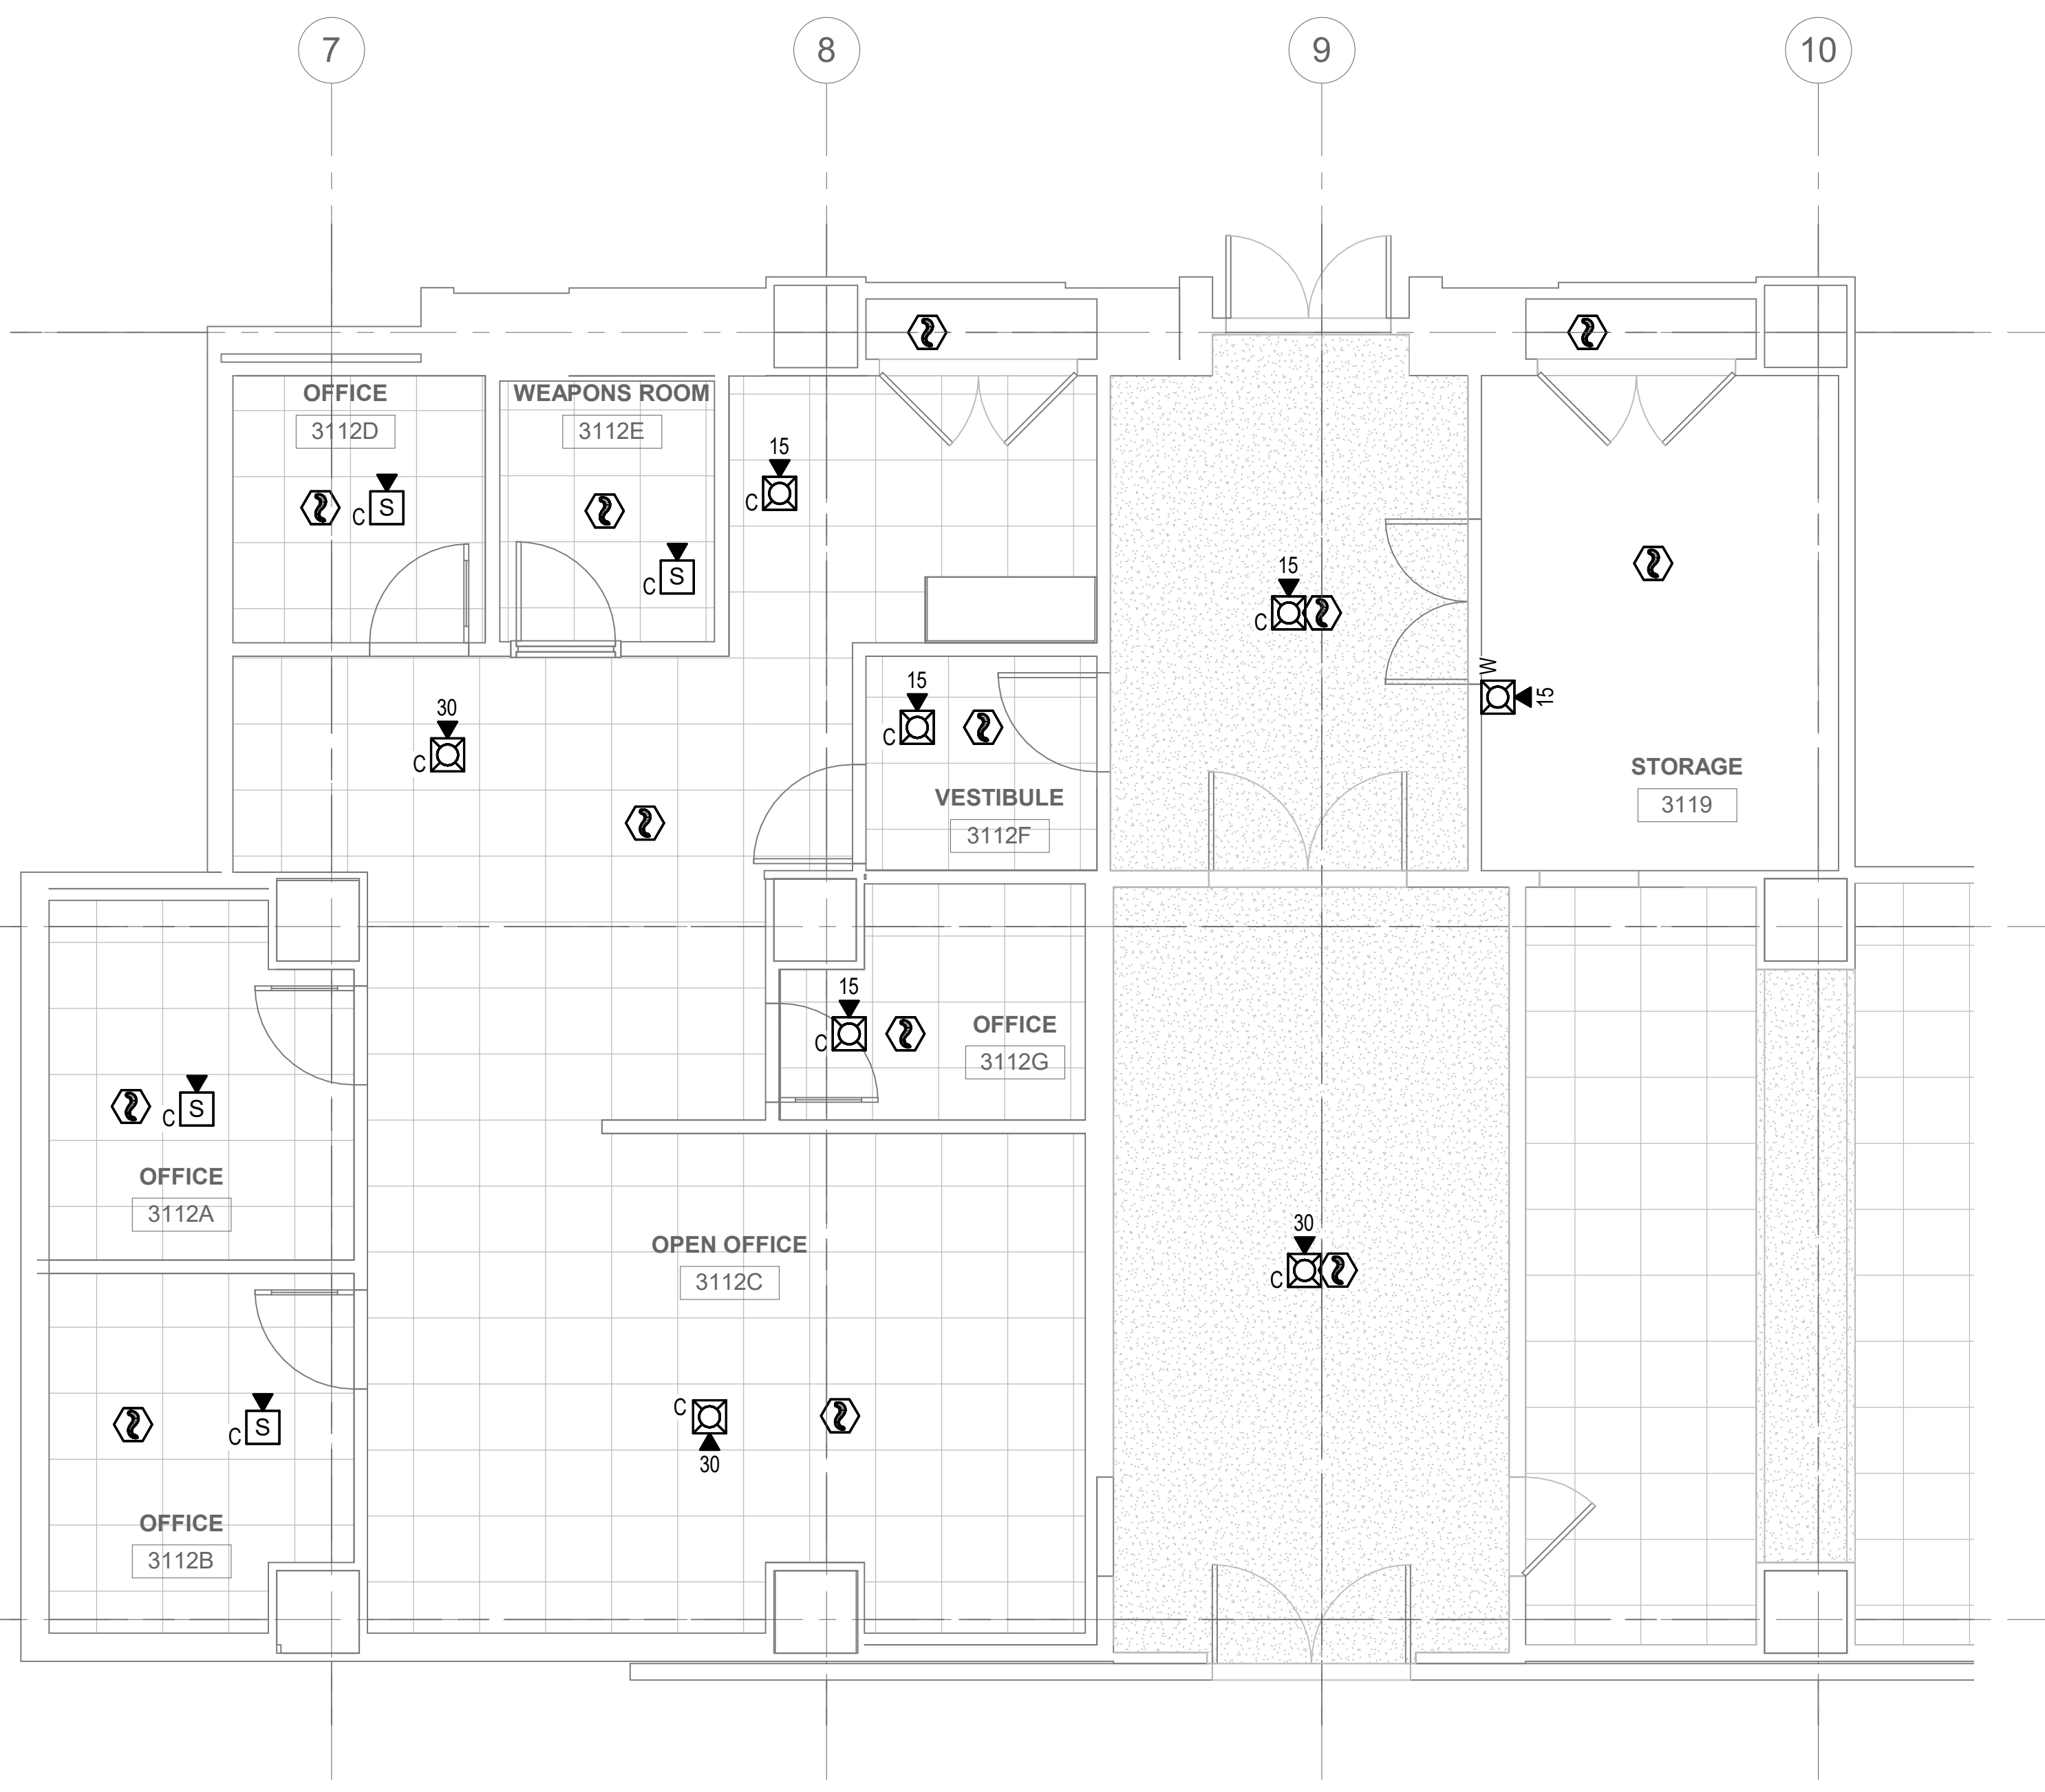 7 8 9 10
OFFICE
3112D
WEAPONS ROOM
3112E
15
C
C S
C S
15
C
W
15
15
C
30
C
STORAGE
3119
VESTIBULE
3112F
15
C
OFFICE
3112G
C S
OFFICE
3112A
OPEN OFFICE
3112C
30
C
C
30
C S
OFFICE
3112B